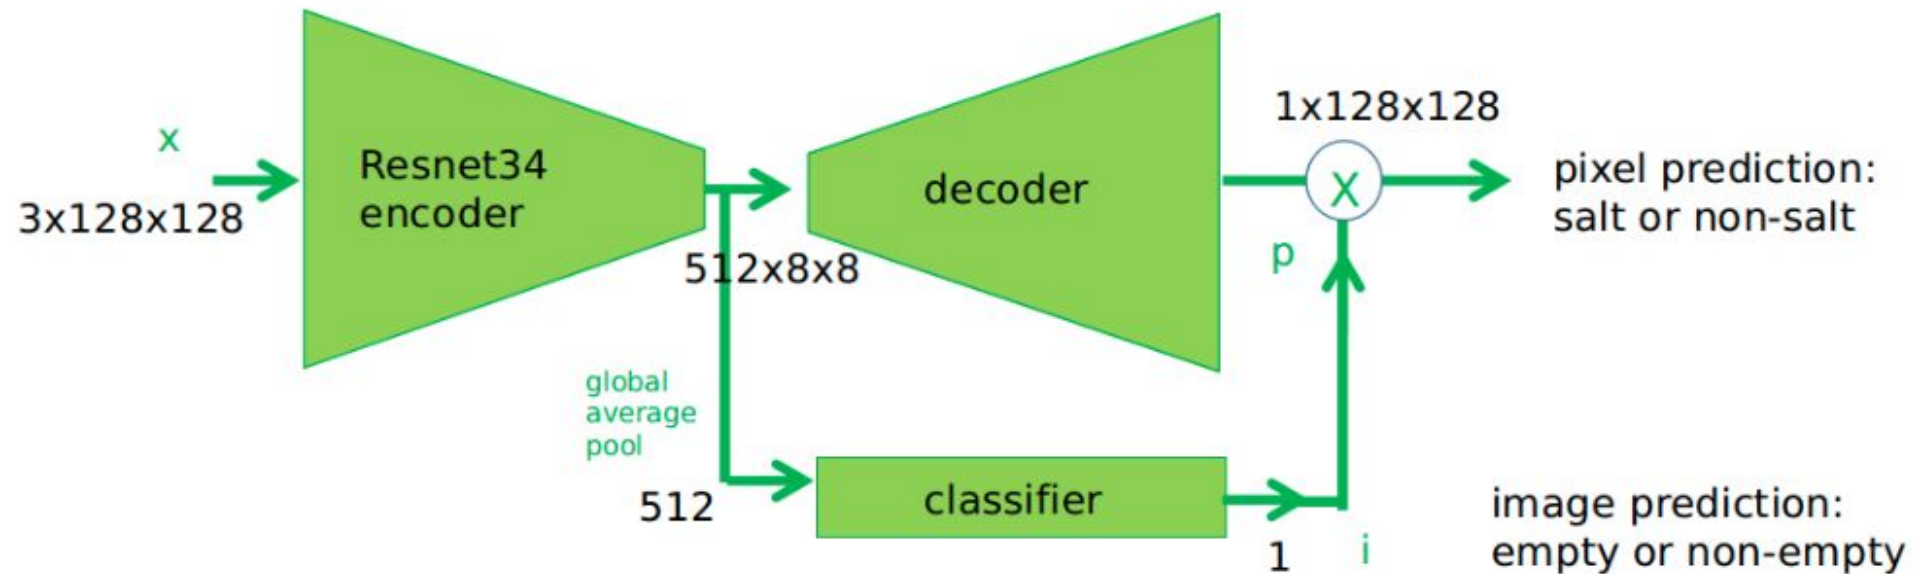 x
3x128x128
Resnet34
encoder
512x8x8
decoder
1x128x128
X
p
pixel prediction:
salt or non-salt
global
average
pool
512
classifier
1
i
image prediction:
empty or non-empty